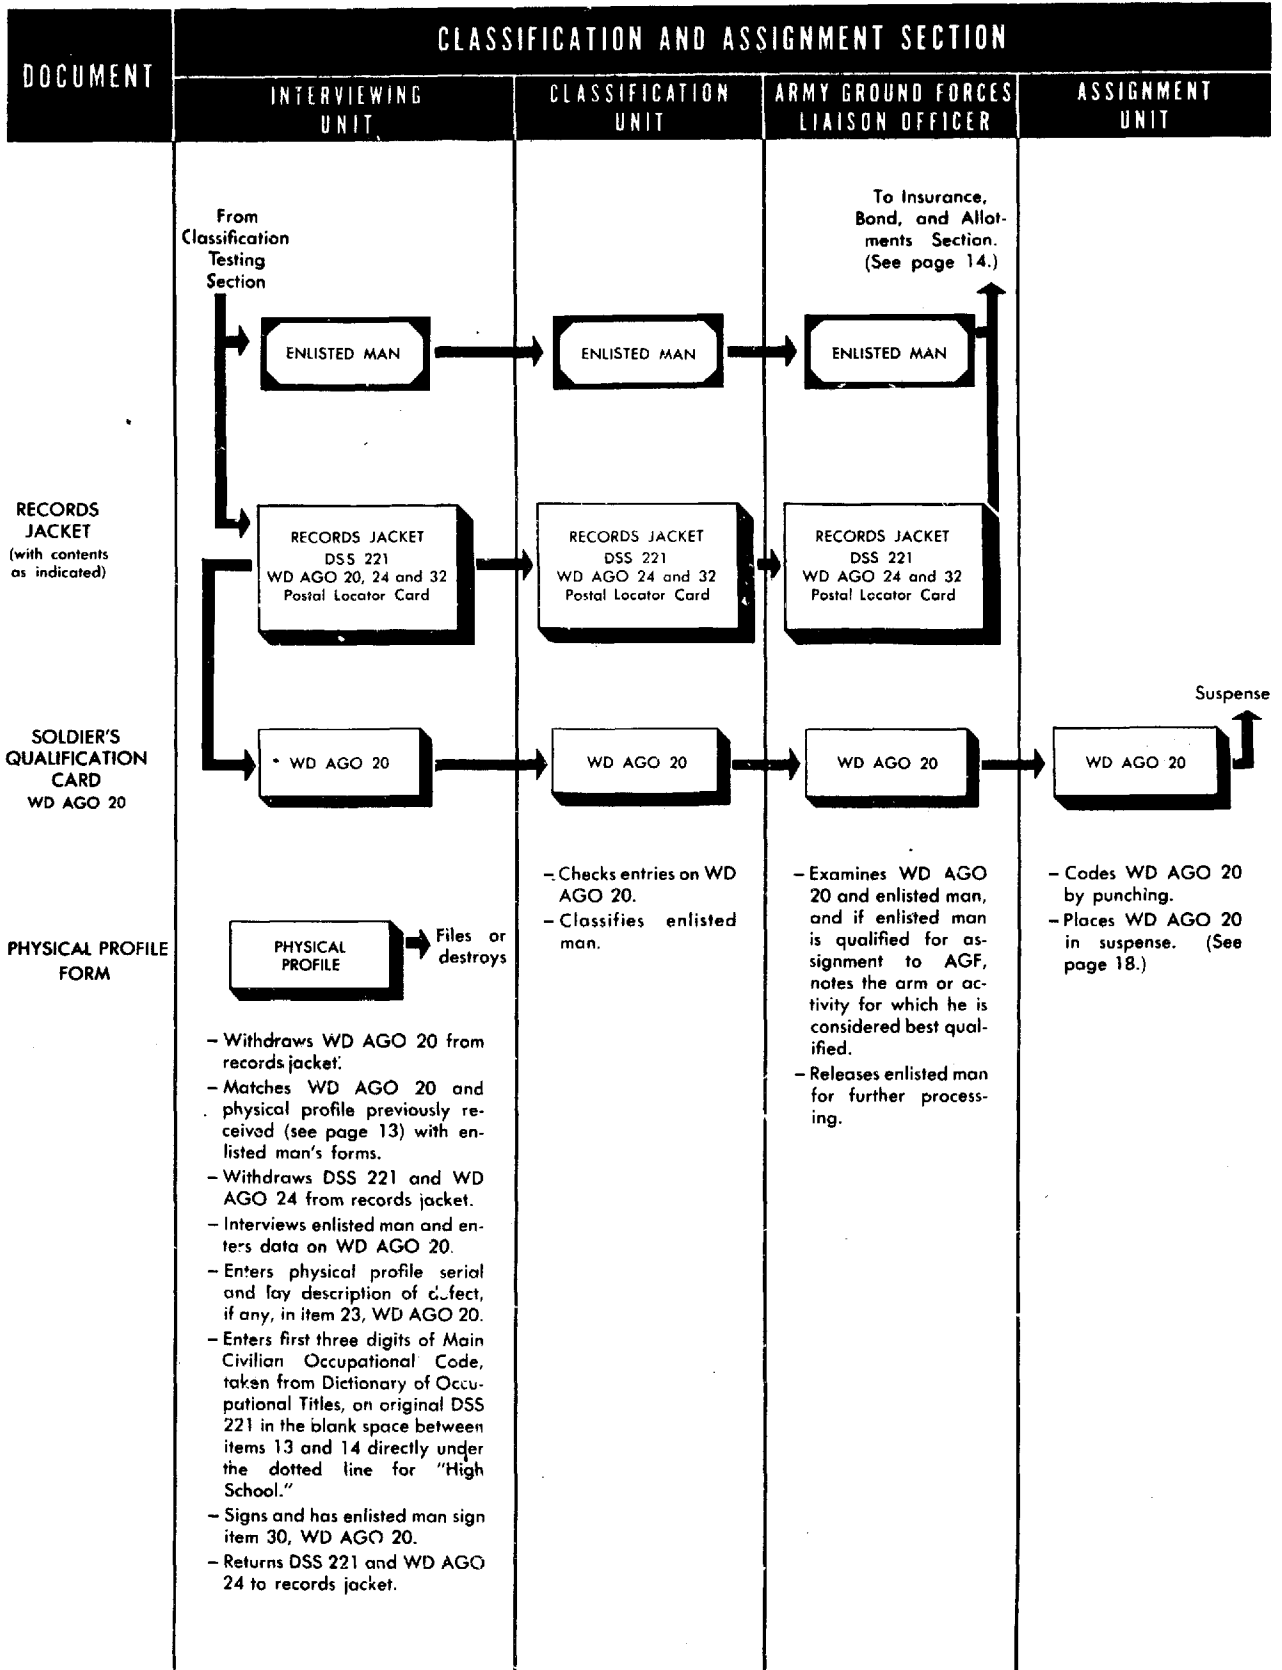 DOCUMENT
CLASSIFICATION AND ASSIGNMENT SECTION
INTERVIEWING
UNIT
CLASSIFICATION
UNIT
ARMY GROUND FORCES
LIAISON OFFICER
ASSIGNMENT
UNIT
From
Classification
Testing
Section
To Insurance,
Bond, and Allot-
ments Section.
(See page 14.)
ENLISTED MAN
ENLISTED MAN
ENLISTED MAN
RECORDS
JACKET
(with contents
as indicated)
RECORDS JACKET
DSS 221
WD AGO 20, 24 and 32
Postal Locator Card
RECORDS JACKET
DSS 221
WD AGO 24 and 32
Postal Locator Card
RECORDS JACKET
DSS 221
WD AGO 24 and 32
Postal Locator Card
Suspense
SOLDIER'S
QUALIFICATION
CARD
WD AGO 20
WD AGO 20
WD AGO 20
WD AGO 20
WD AGO 20
PHYSICAL PROFILE
FORM
PHYSICAL
PROFILE
Files or
destroys
– Withdraws WD AGO 20 from
records jacket.
– Matches WD AGO 20 and
physical profile previously re-
ceived (see page 13) with en-
listed man's forms.
– Withdraws DSS 221 and WD
AGO 24 from records jacket.
– Interviews enlisted man and en-
ters data on WD AGO 20.
– Enters physical profile serial
and lay description of defect,
if any, in item 23, WD AGO 20.
– Enters first three digits of Main
Civilian Occupational Code,
taken from Dictionary of Occu-
pational Titles, on original DSS
221 in the blank space between
items 13 and 14 directly under
the dotted line for "High
School."
– Signs and has enlisted man sign
item 30, WD AGO 20.
– Returns DSS 221 and WD AGO
24 to records jacket.
– Checks entries on WD
AGO 20.
– Classifies enlisted
man.
– Examines WD AGO
20 and enlisted man,
and if enlisted man
is qualified for as-
signment to AGF,
notes the arm or ac-
tivity for which he is
considered best qual-
ified.
– Releases enlisted man
for further process-
ing.
– Codes WD AGO 20
by punching.
– Places WD AGO 20
in suspense. (See
page 18.)